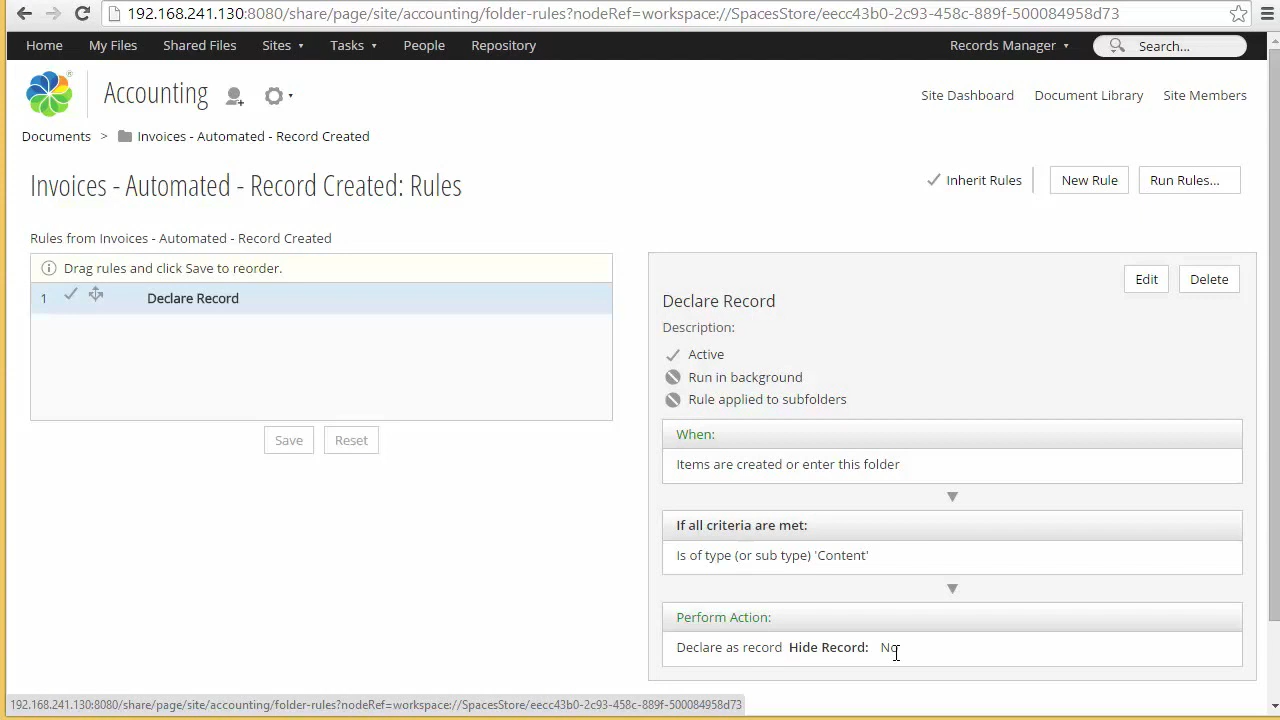 192.168.241.130:8080/share/page/site/accounting/folder-rules?nodeRef=workspace://SpacesStore/eecc43b0-2c93-458c-889f-500084958d73
Home My Files Shared Files Sites Tasks People Repository Records Manager Search...
Accounting Site Dashboard Document Library Site Members
Documents > Invoices - Automated - Record Created
Invoices - Automated - Record Created: Rules Inherit Rules New Rule Run Rules...
Rules from Invoices - Automated - Record Created
Drag rules and click Save to reorder.
1 Declare Record
Save Reset
Edit Delete
Declare Record
Description:
Active
Run in background
Rule applied to subfolders
When:
Items are created or enter this folder
If all criteria are met:
Is of type (or sub type) 'Content'
Perform Action:
Declare as record Hide Record: No
192.168.241.130:8080/share/page/site/accounting/folder-rules?nodeRef=workspace://SpacesStore/eecc43b0-2c93-458c-889f-500084958d73